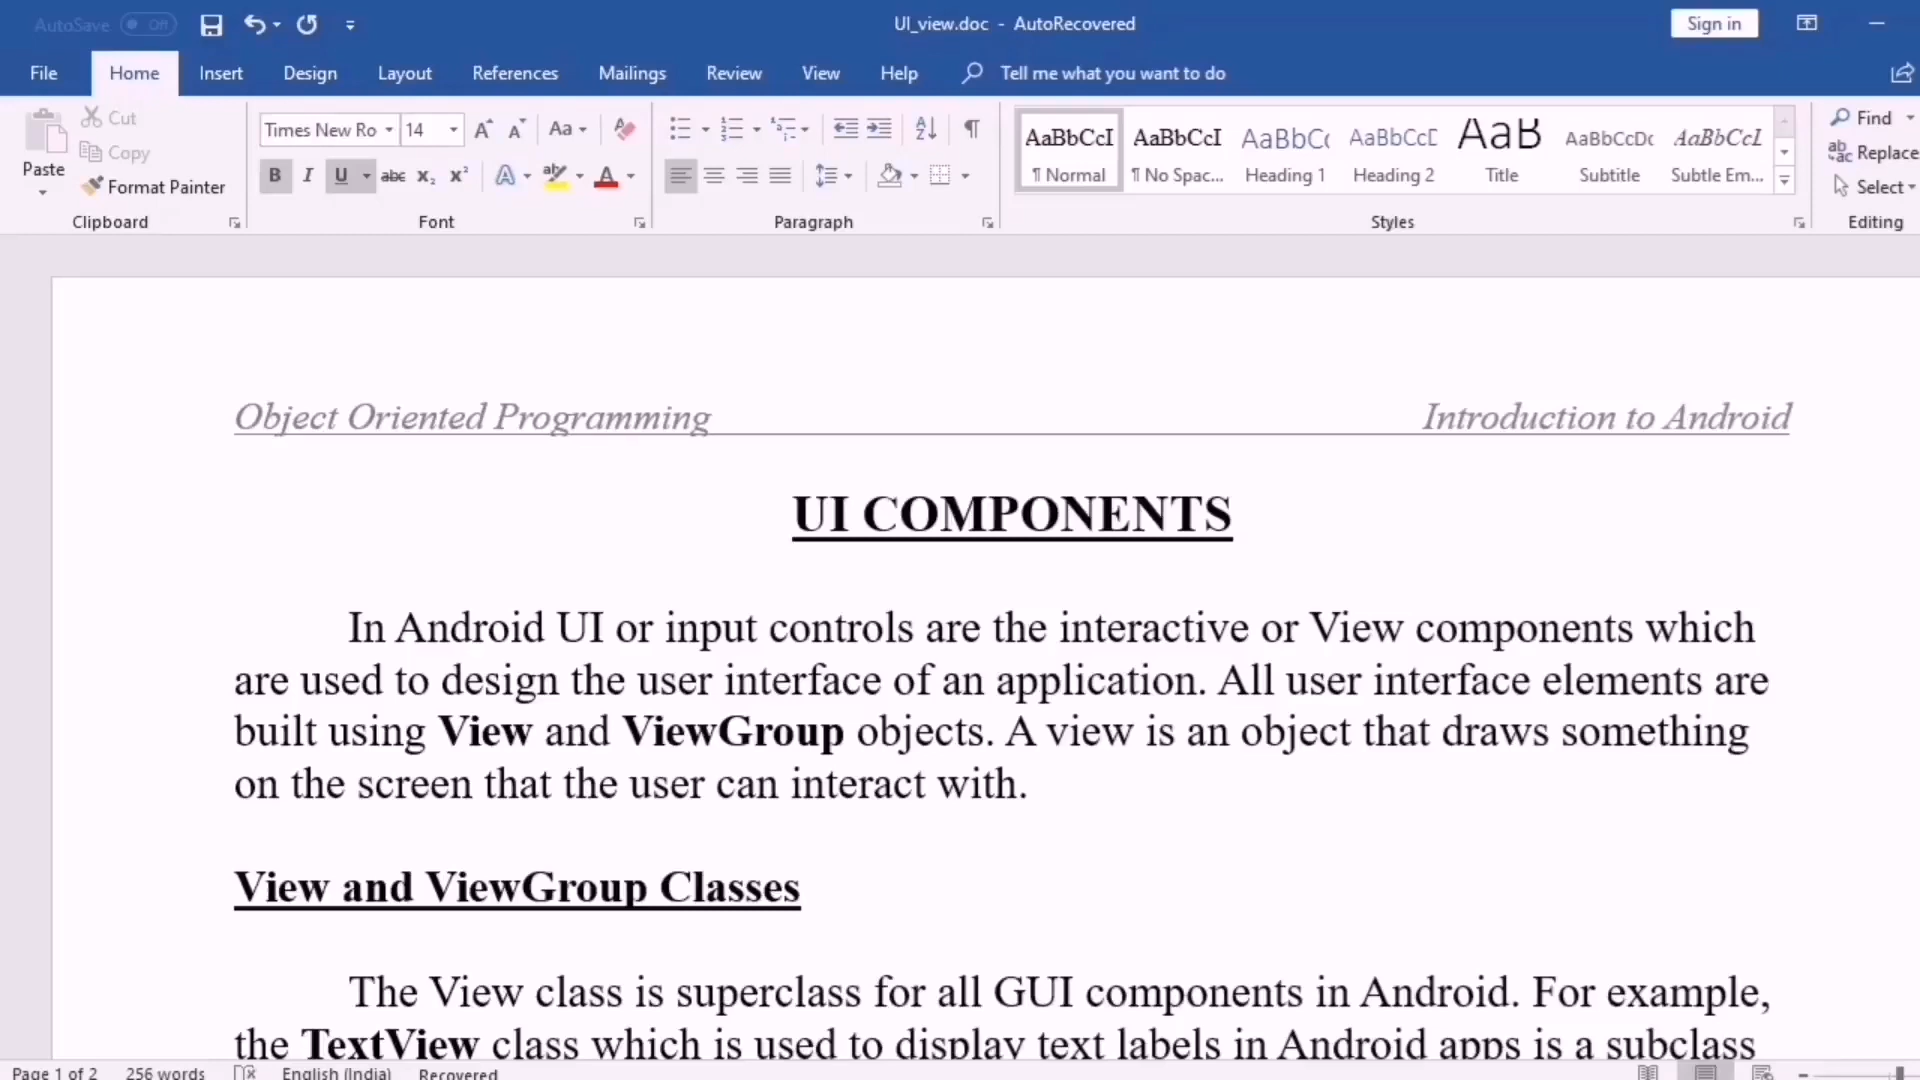 AutoSave Off UI_view.doc - AutoRecovered Sign in
File Home Insert Design Layout References Mailings Review View Help Tell me what you want to do
Cut
Copy
Paste
Format Painter
Clipboard
Times New Ro 14
Aa
B I U abc x₂ x² A ab A
Font
Paragraph
AaBbCcI AaBbCcI AaBbCc AaBbCcD AaB AaBbCcDc AaBbCcI
¶ Normal ¶ No Spac... Heading 1 Heading 2 Title Subtitle Subtle Em...
Styles
Find
Replace
Select
Editing
Object Oriented Programming Introduction to Android
UI COMPONENTS
In Android UI or input controls are the interactive or View components which
are used to design the user interface of an application. All user interface elements are
built using View and ViewGroup objects. A view is an object that draws something
on the screen that the user can interact with.
View and ViewGroup Classes
The View class is superclass for all GUI components in Android. For example,
the TextView class which is used to display text labels in Android apps is a subclass
Page 1 of 2 256 words English (India) Recovered